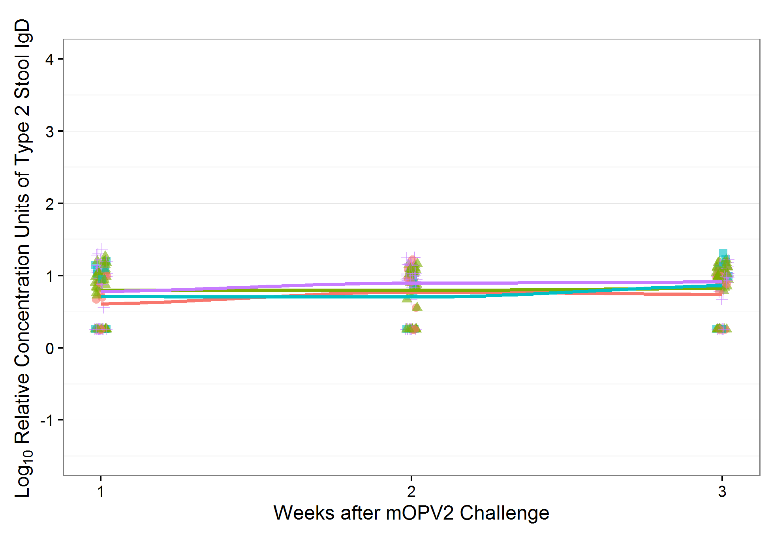 Log₁₀ Relative Concentration Units of Type 2 Stool IgD
4
3
2
1
0
-1
1 2 3
Weeks after mOPV2 Challenge